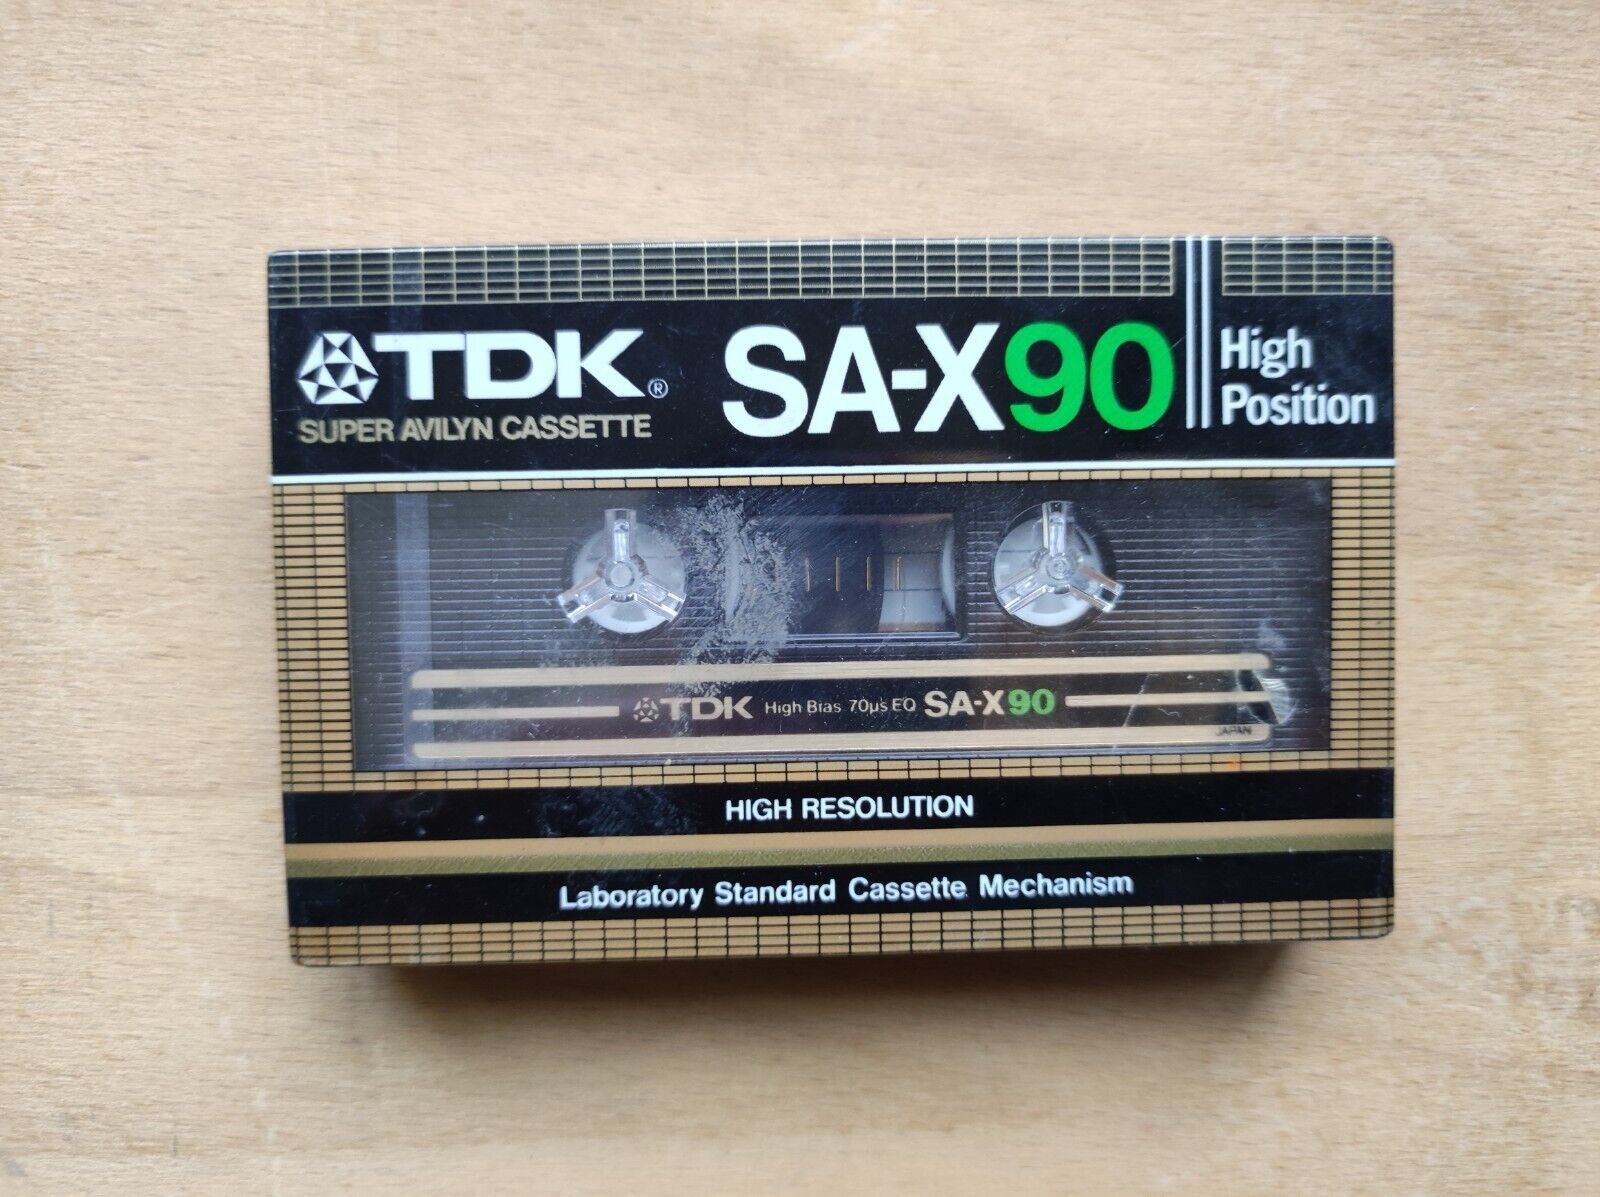 TDK® SA-X90 High Position
SUPER AVILYN CASSETTE
TDK High Bias 70µs EQ SA-X90
JAPAN
HIGH RESOLUTION
Laboratory Standard Cassette Mechanism